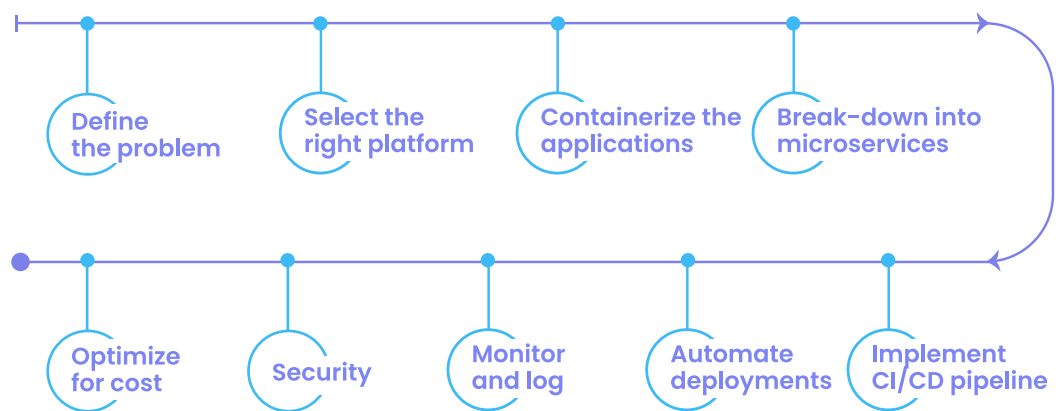 Define
the problem
Select the
right platform
Containerize the
applications
Break-down into
microservices
Implement
CI/CD pipeline
Automate
deployments
Monitor
and log
Security
Optimize
for cost